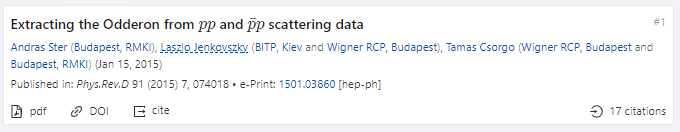 Extracting the Odderon from pp and p̄p scattering data
#1
Andras Ster (Budapest, RMKI), Laszlo Jenkovszky (BITP, Kiev and Wigner RCP, Budapest), Tamas Csorgo (Wigner RCP, Budapest and
Budapest, RMKI) (Jan 15, 2015)
Published in: Phys.Rev.D 91 (2015) 7, 074018 • e-Print: 1501.03860 [hep-ph]
pdf DOI cite 17 citations